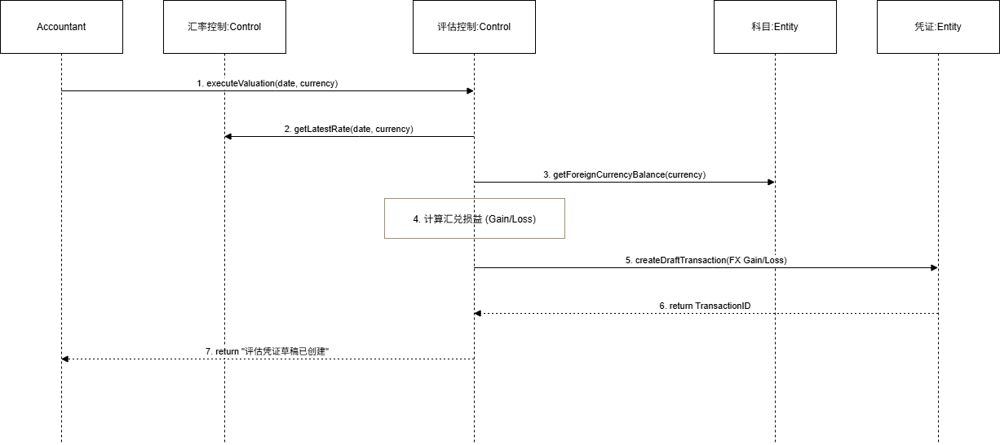 Accountant
汇率控制:Control
评估控制:Control
科目:Entity
凭证:Entity
1. executeValuation(date, currency)
2. getLatestRate(date, currency)
3. getForeignCurrencyBalance(currency)
4. 计算汇兑损益 (Gain/Loss)
5. createDraftTransaction(FX Gain/Loss)
6. return TransactionID
7. return "评估凭证草稿已创建"